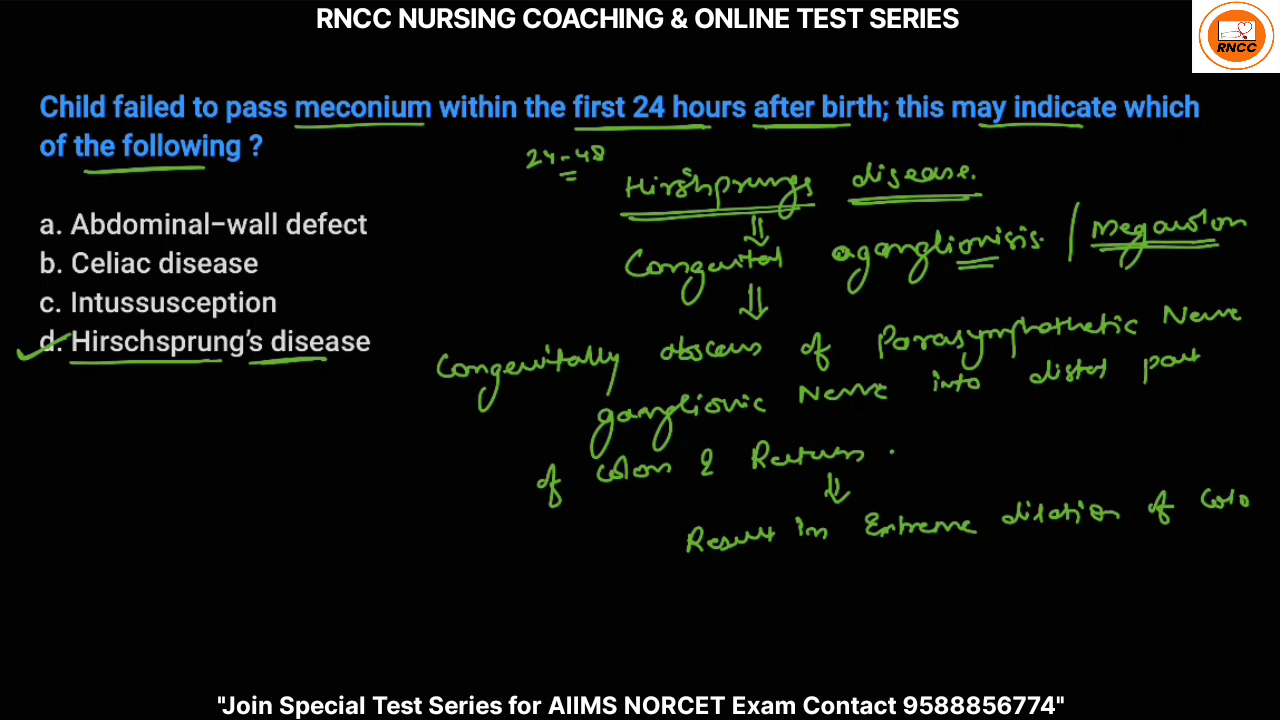 RNCC NURSING COACHING & ONLINE TEST SERIES
RNCC
Child failed to pass meconium within the first 24 hours after birth; this may indicate which
of the following ?
24-48
Hirshprungs disease.
a. Abdominal-wall defect
b. Celiac disease
c. Intussusception
d. Hirschsprung's disease
Congenital aganglionisis. / Megacolon
Congenitally abscens of Parasymphathetic Nerve
ganglionic Nerve into distal part
of colon & Rectum.
Result in Extreme dilation of Colo
"Join Special Test Series for AIIMS NORCET Exam Contact 9588856774"